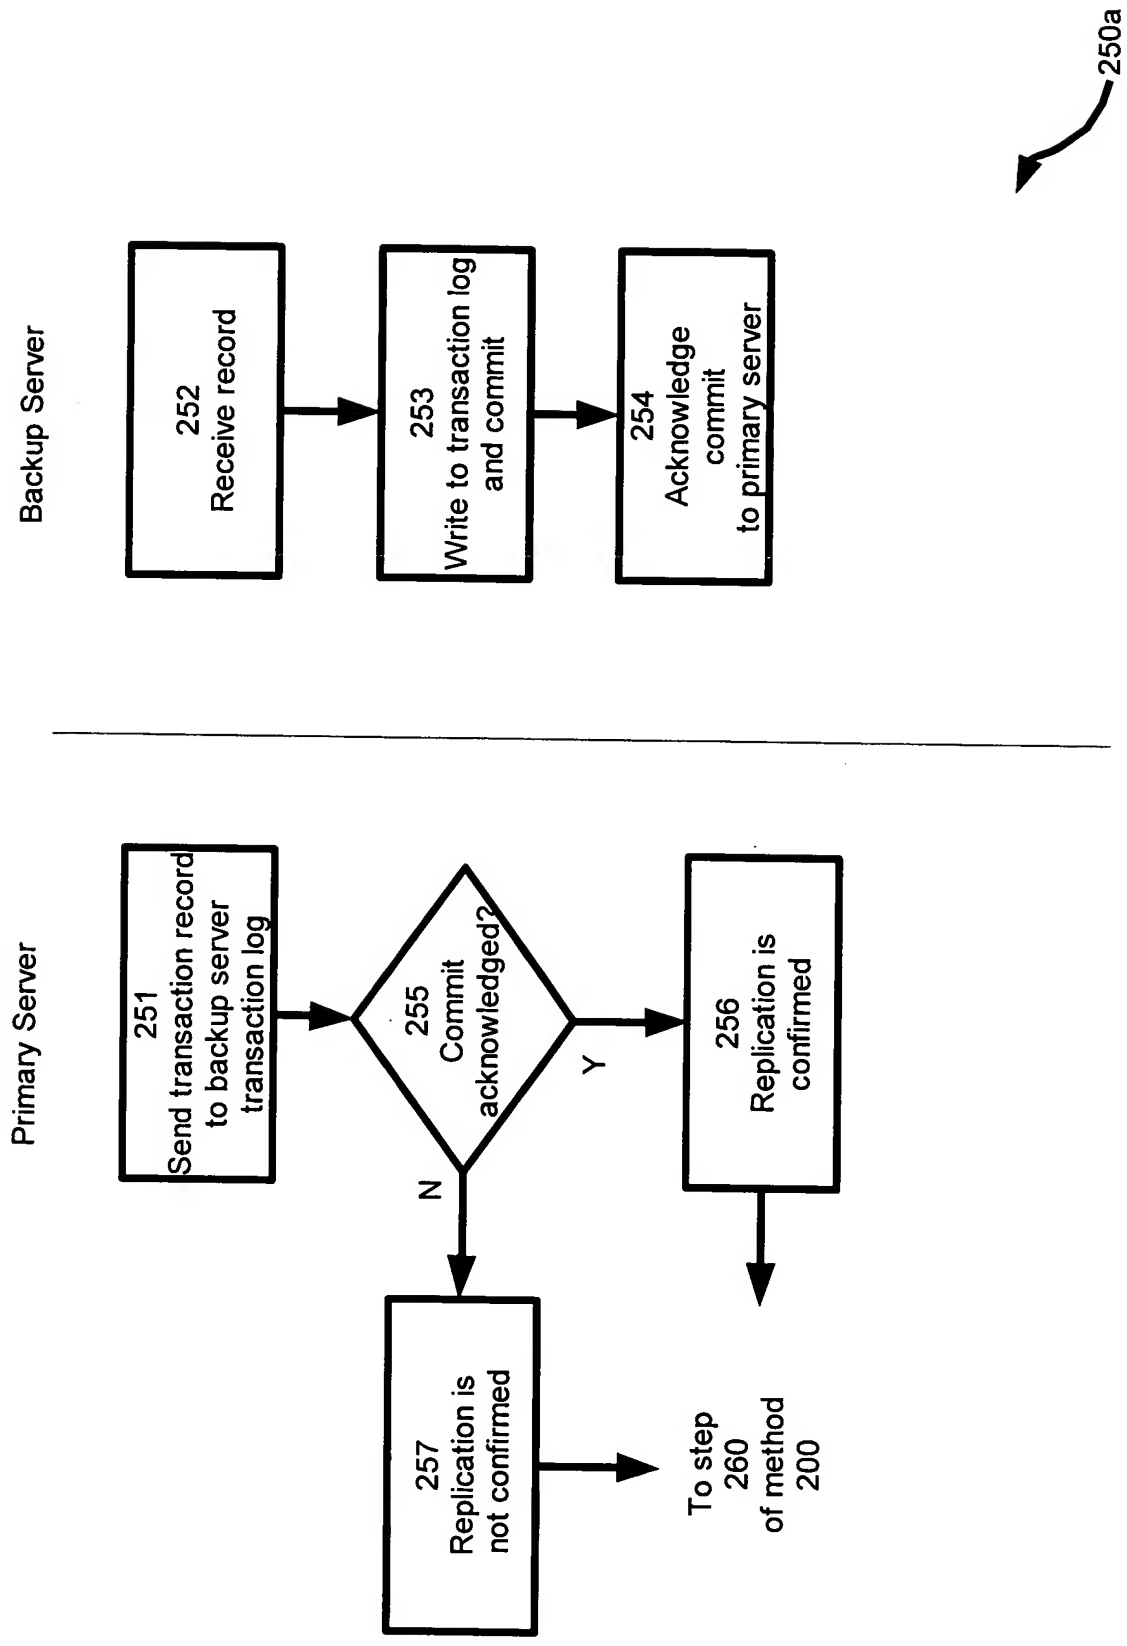 Primary Server
251
Send transaction record
to backup server
transaction log
255
Commit
acknowledged?
N
Y
257
Replication is
not confirmed
256
Replication is
confirmed
To step
260
of method
200
Backup Server
252
Receive record
253
Write to transaction log
and commit
254
Acknowledge
commit
to primary server
250a